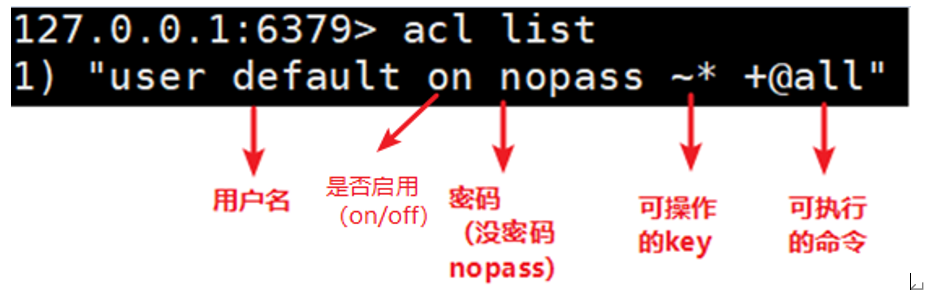 127.0.0.1:6379> acl list
1) "user default on nopass ~* +@all"
用户名
是否启用
（on/off）
密码
（没密码
nopass）
可操作
的key
可执行
的命令